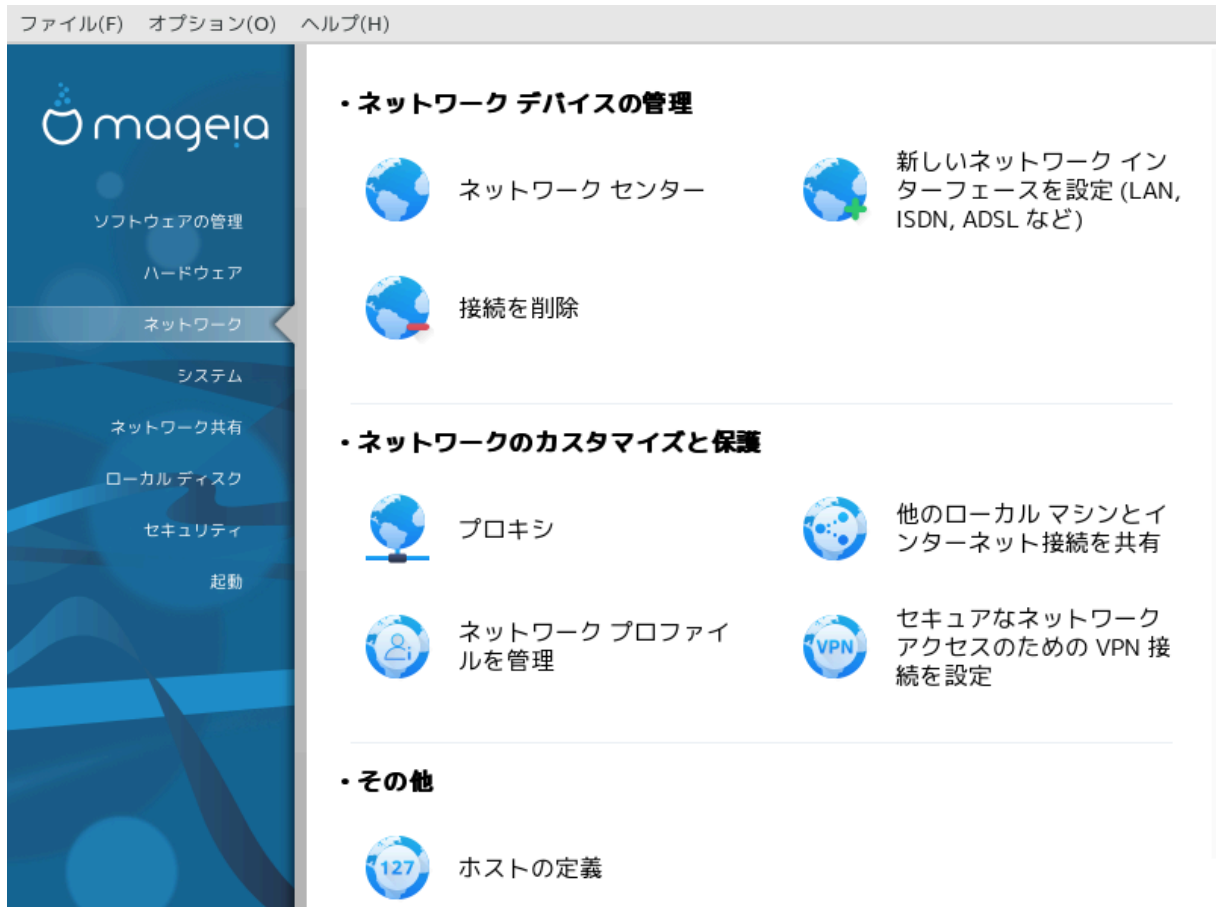 ファイル(F) オプション(O) ヘルプ(H)
mageia
ソフトウェアの管理
ハードウェア
ネットワーク
システム
ネットワーク共有
ローカル ディスク
セキュリティ
起動
・ネットワーク デバイスの管理
ネットワーク センター
新しいネットワーク イン
ターフェースを設定 (LAN,
ISDN, ADSL など)
接続を削除
・ネットワークのカスタマイズと保護
プロキシ
他のローカル マシンとイ
ンターネット接続を共有
ネットワーク プロファイ
ルを管理
VPN
セキュアなネットワーク
アクセスのための VPN 接
続を設定
・その他
127
ホストの定義